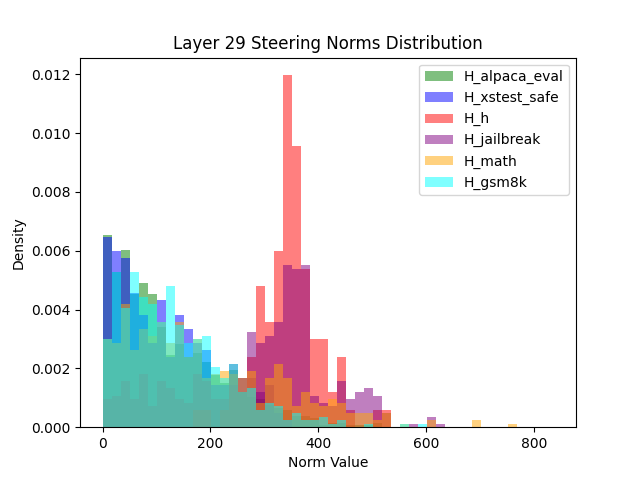 Layer 29 Steering Norms Distribution
H_alpaca_eval
H_xstest_safe
H_h
H_jailbreak
H_math
H_gsm8k
0.012
0.010
0.008
0.006
0.004
0.002
0.000
Density
0 200 400 600 800
Norm Value